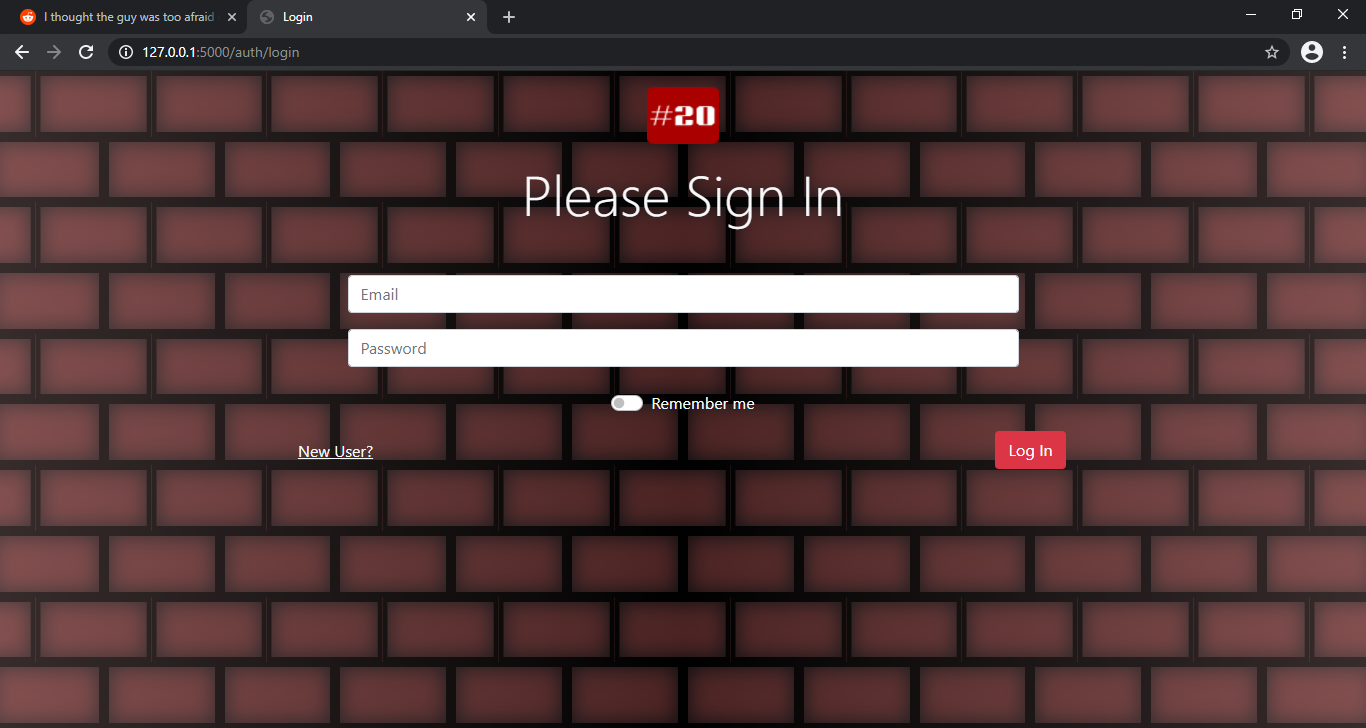 I thought the guy was too afraid
Login
127.0.0.1:5000/auth/login
#20
Please Sign In
Email
Password
Remember me
New User?
Log In